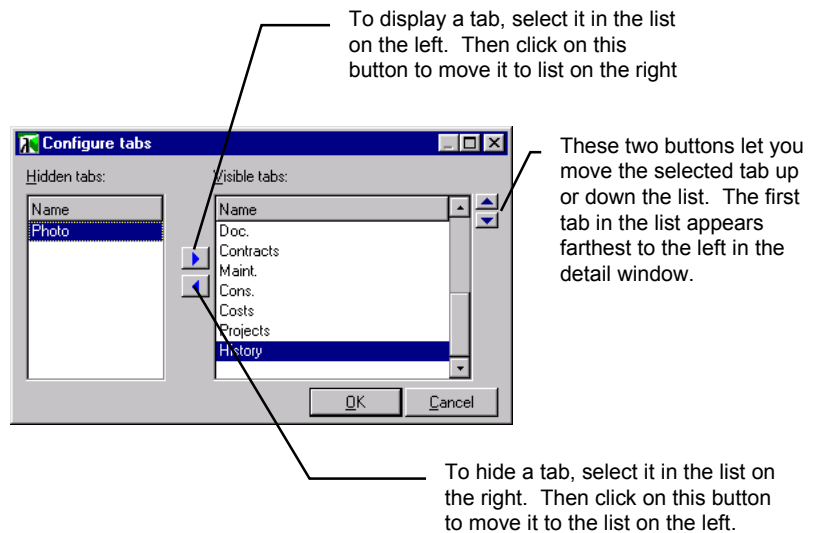 To display a tab, select it in the list
on the left. Then click on this
button to move it to list on the right
Configure tabs
Hidden tabs:
Visible tabs:
Name
Photo
Name
Doc.
Contracts
Maint.
Cons.
Costs
Projects
History
OK
Cancel
These two buttons let you
move the selected tab up
or down the list. The first
tab in the list appears
farthest to the left in the
detail window.
To hide a tab, select it in the list on
the right. Then click on this button
to move it to the list on the left.